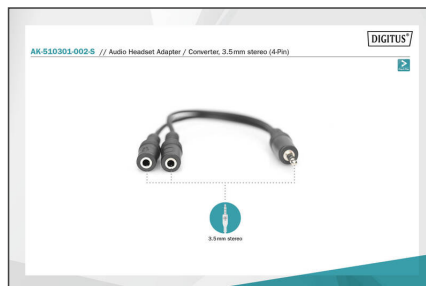 DIGITUS®
AK-510301-002-S // Audio Headset Adapter / Converter, 3.5mm stereo (4-Pin)
3.5mm stereo